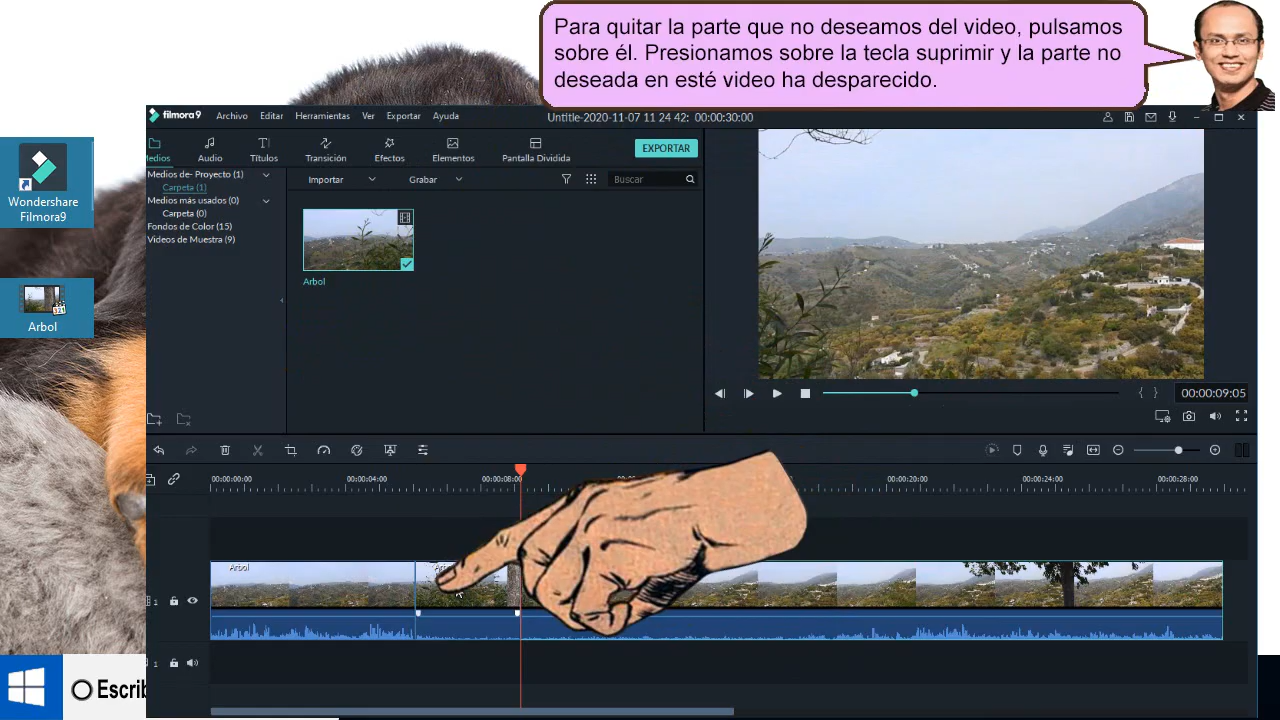 Para quitar la parte que no deseamos del video, pulsamos
sobre él. Presionamos sobre la tecla suprimir y la parte no
deseada en esté video ha desparecido.
filmora9 Archivo Editar Herramientas Ver Exportar Ayuda Untitle-2020-11-07 11 24 42: 00:00:30:00
Medios Audio Títulos Transición Efectos Elementos Pantalla Dividida EXPORTAR
Medios de- Proyecto (1)
Carpeta (1)
Medios más usados (0)
Carpeta (0)
Fondos de Color (15)
Videos de Muestra (9)
Importar Grabar Buscar
Arbol
Wondershare
Filmora9
Arbol
00:00:09:05
00:00:00:00 00:00:04:00 00:00:08:00 00:00:20:00 00:00:24:00 00:00:28:00
Arbol
1
1
Escrib